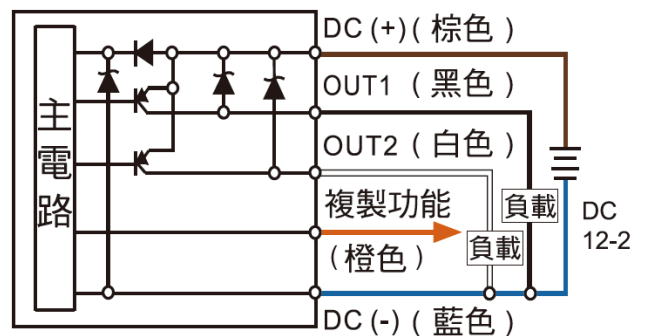 主電路
DC (+) ( 棕色 )
OUT1 ( 黑色 )
OUT2 ( 白色 )
複製功能
( 橙色 )
負載
負載
DC
12-2
DC (-) ( 藍色 )